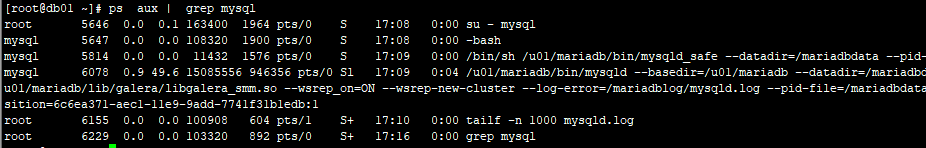 [root@db01 ~]# ps  aux |  grep mysql
root      5646  0.0  0.1 163400  1964 pts/0    S    17:08   0:00 su - mysql
mysql     5647  0.0  0.0 108320  1900 pts/0    S    17:08   0:00 -bash
mysql     5814  0.0  0.0  11432  1576 pts/0    S    17:09   0:00 /bin/sh /u01/mariadb/bin/mysqld_safe --datadir=/mariadbdata --pid-
mysql     6078  0.9 49.6 15085556 946356 pts/0 Sl   17:09   0:04 /u01/mariadb/bin/mysqld --basedir=/u01/mariadb --datadir=/mariadbd
u01/mariadb/lib/galera/libgalera_smm.so --wsrep_on=ON --wsrep-new-cluster --log-error=/mariadblog/mysqld.log --pid-file=/mariadbdata
sition=6c6ea371-aec1-11e9-9add-7741f31b1edb:1
root      6155  0.0  0.0 100908   604 pts/1    S+   17:10   0:00 tailf -n 1000 mysqld.log
root      6229  0.0  0.0 103320   892 pts/0    S+   17:16   0:00 grep mysql